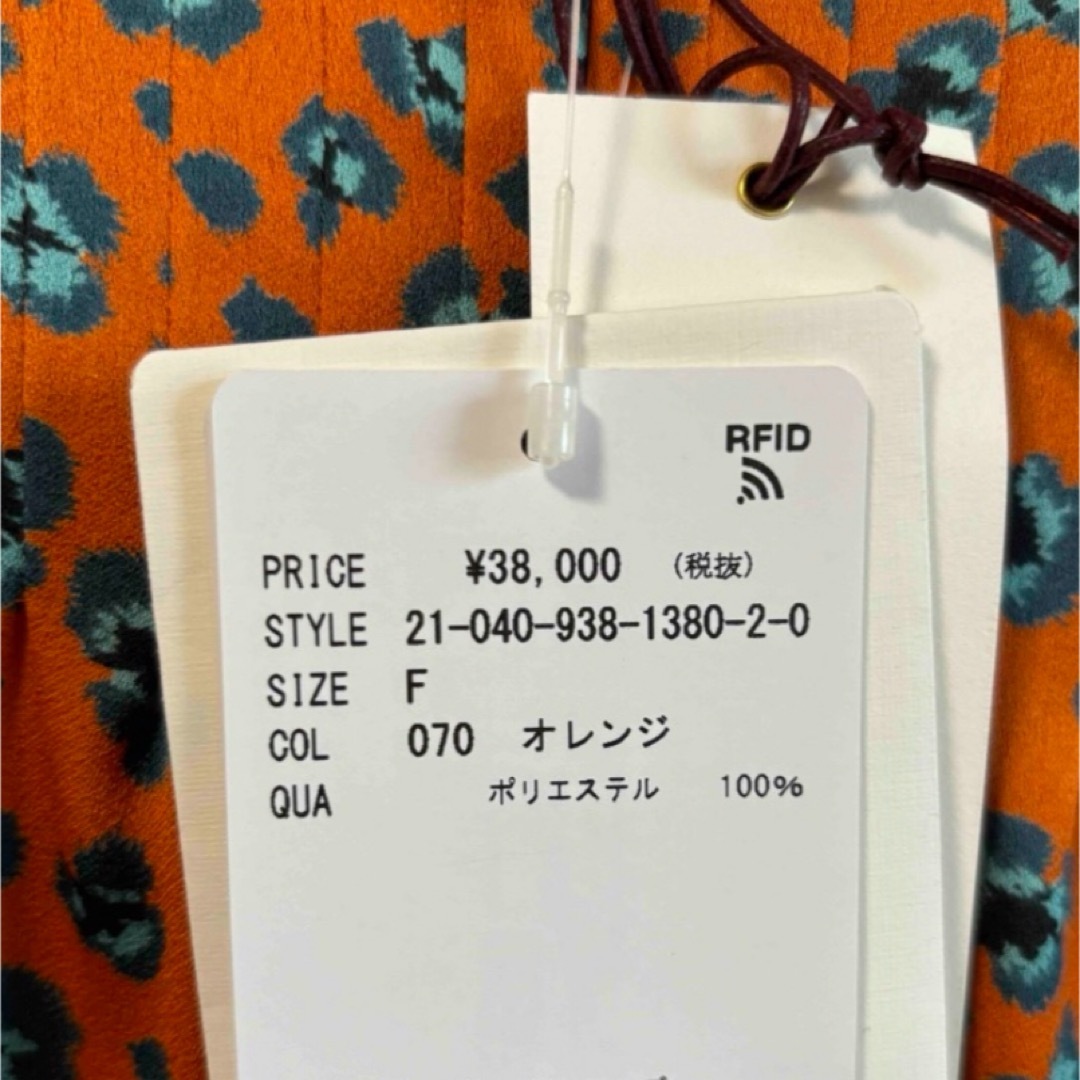 RFID
PRICE ¥38,000 (税抜)
STYLE 21-040-938-1380-2-0
SIZE F
COL 070 オレンジ
QUA ポリエステル 100%